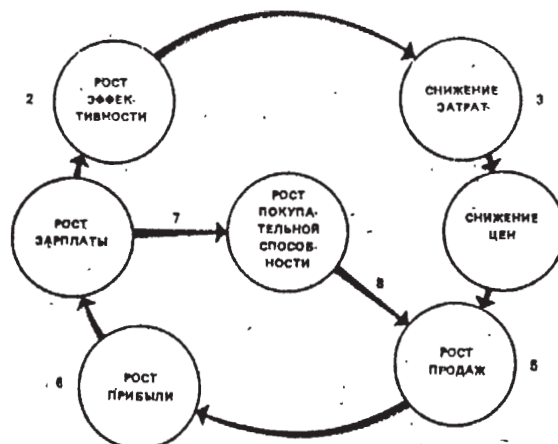 2
РОСТ
ЭФФЕК-
ТИВНОСТИ
СНИЖЕНИЕ
ЗАТРАТ
3
РОСТ
ЗАРПЛАТЫ
7
РОСТ
ПОКУПА-
ТЕЛЬНОЙ
СПОСОБ-
НОСТИ
СНИЖЕНИЕ
ЦЕН
8
6
РОСТ
ПРИБЫЛИ
РОСТ
ПРОДАЖ
5